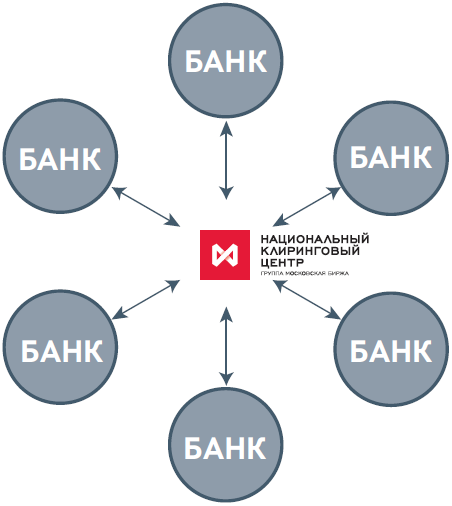 БАНК
БАНК
БАНК
НАЦИОНАЛЬНЫЙ
КЛИРИНГОВЫЙ
ЦЕНТР
ГРУППА МОСКОВСКАЯ БИРЖА
БАНК
БАНК
БАНК